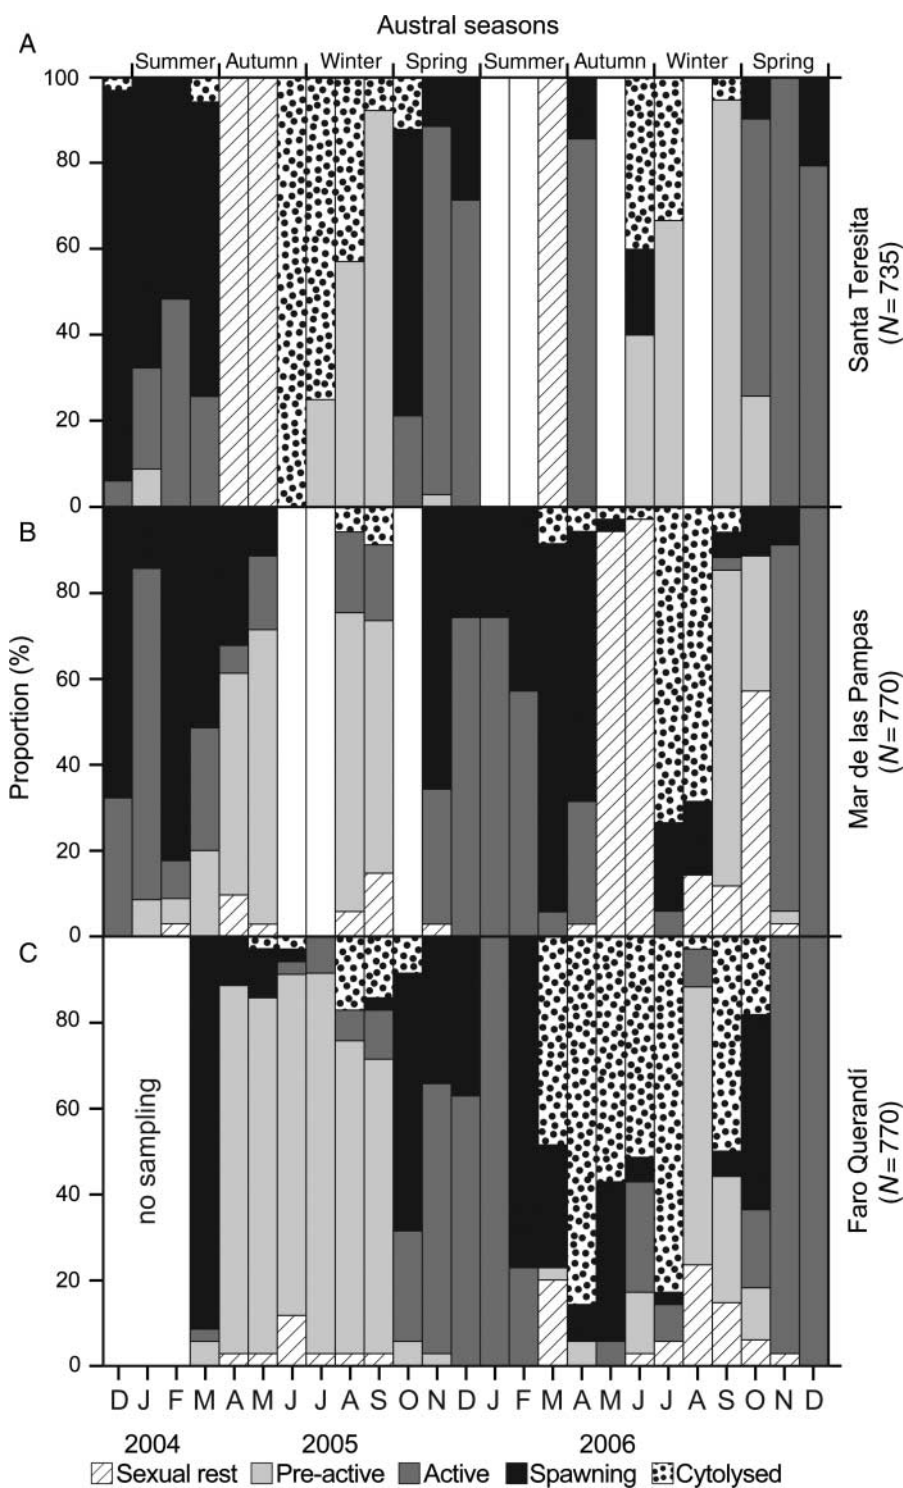 Austral seasons
A
Summer Autumn Winter Spring Summer Autumn Winter Spring
100
80
60
40
20
0
Santa Teresita
(N = 735)
B
80
60
40
20
0
Proportion (%)
Mar de las Pampas
(N = 770)
C
80
60
40
20
0
no sampling
Faro Querandí
(N = 770)
D J F M A M J J A S O N D J F M A M J J A S O N D
2004 2005 2006
Sexual rest Pre-active Active Spawning Cytolysed